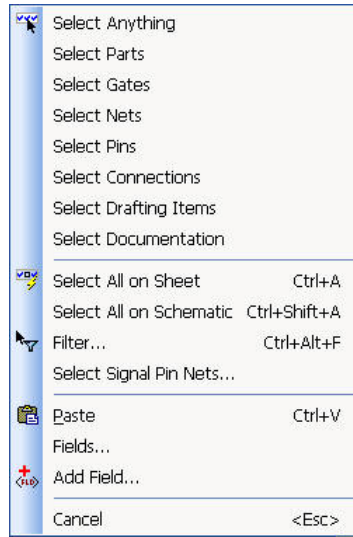 Select Anything
Select Parts
Select Gates
Select Nets
Select Pins
Select Connections
Select Drafting Items
Select Documentation
Select All on Sheet Ctrl+A
Select All on Schematic Ctrl+Shift+A
Filter... Ctrl+Alt+F
Select Signal Pin Nets...
Paste Ctrl+V
Fields...
FLD Add Field...
Cancel <Esc>